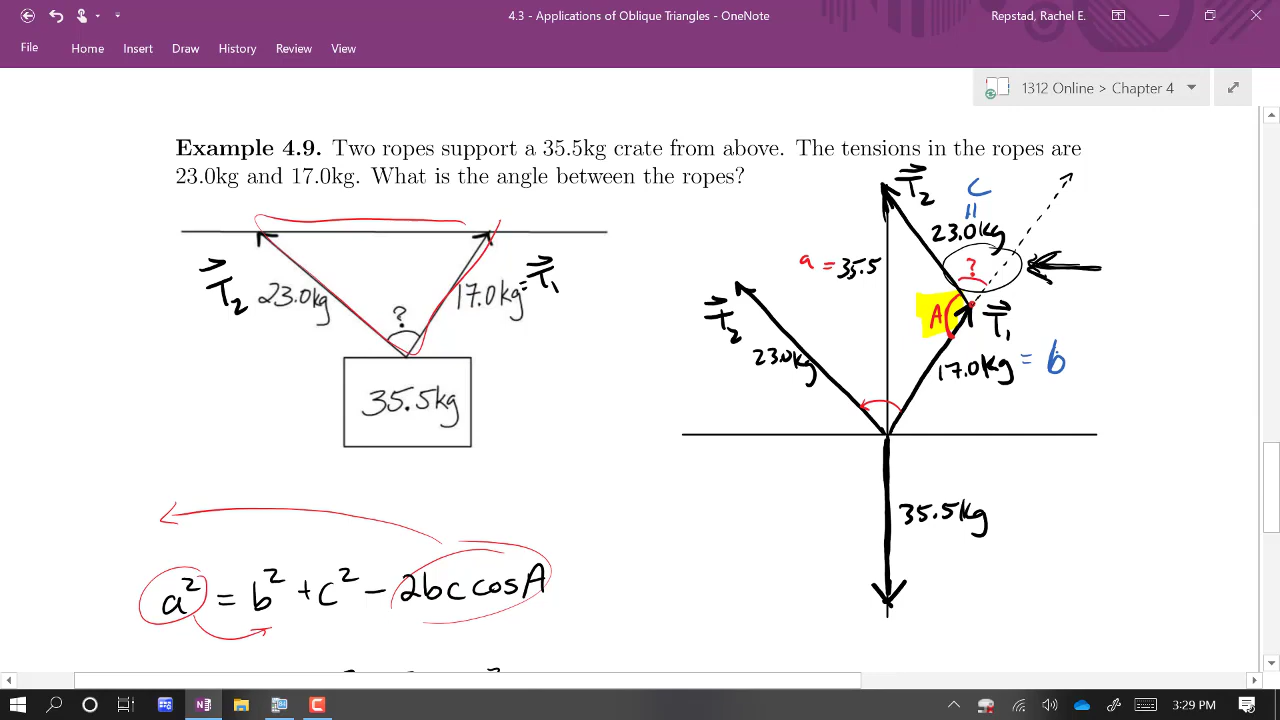 4.3 - Applications of Oblique Triangles - OneNote
Repstad, Rachel E.
File Home Insert Draw History Review View
1312 Online > Chapter 4
Example 4.9. Two ropes support a 35.5kg crate from above. The tensions in the ropes are
23.0kg and 17.0kg. What is the angle between the ropes?
T₂
23.0kg
?
17.0kg = T₁
35.5kg
T₂
C
=
23.0kg
a = 35.5
?
A
T₁
T₂
23.0kg
17.0kg = b
35.5kg
a² = b² + c² − 2bc cosA
3:29 PM